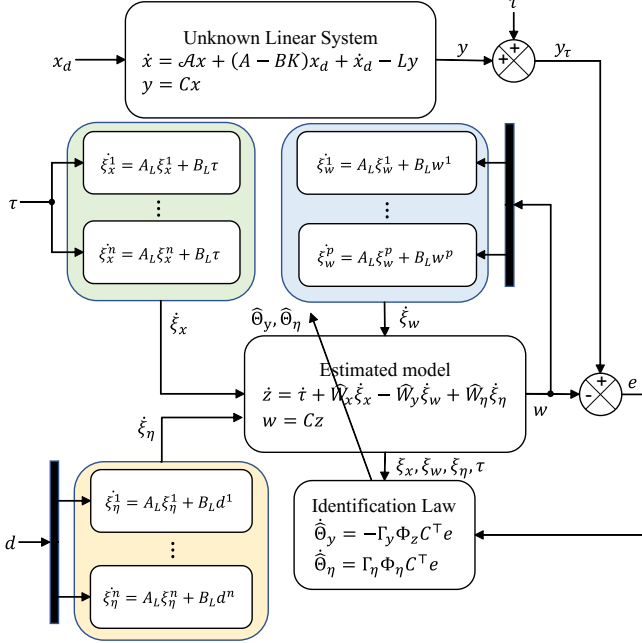 τ
Unknown Linear System
ẋ = 𝒜x + (A − BK)x_d + ẋ_d − Ly
y = Cx
x_d
y
+
+
y_τ
ξ̇_x^1 = A_L ξ_x^1 + B_L τ
⋮
ξ̇_x^n = A_L ξ_x^n + B_L τ
τ
ξ̇_w^1 = A_L ξ_w^1 + B_L w^1
⋮
ξ̇_w^p = A_L ξ_w^p + B_L w^p
ξ̇_x
Θ̂_y, Θ̂_η
ξ̇_w
Estimated model
ż = τ̇ + Ŵ_x ξ̇_x − Ŵ_y ξ̇_w + Ŵ_η ξ̇_η
w = Cz
w
+
-
e
ξ̇_η
ξ_x, ξ_w, ξ_η, τ
ξ̇_η^1 = A_L ξ_η^1 + B_L d^1
⋮
ξ̇_η^n = A_L ξ_η^n + B_L d^n
d
Identification Law
Θ̂̇_y = −Γ_y Φ_z C^⊤ e
Θ̂̇_η = Γ_η Φ_η C^⊤ e